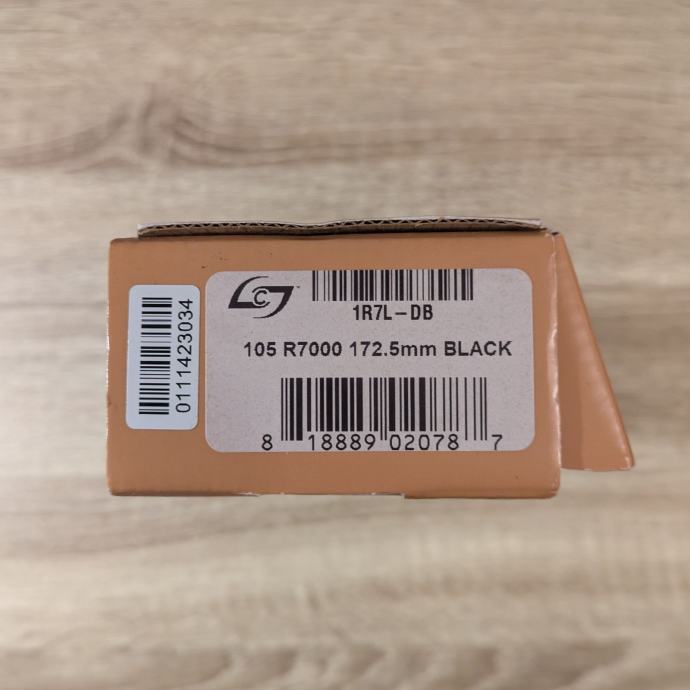 0111423034
C
1R7L-DB
105 R7000 172.5mm BLACK
8 18889 02078 7